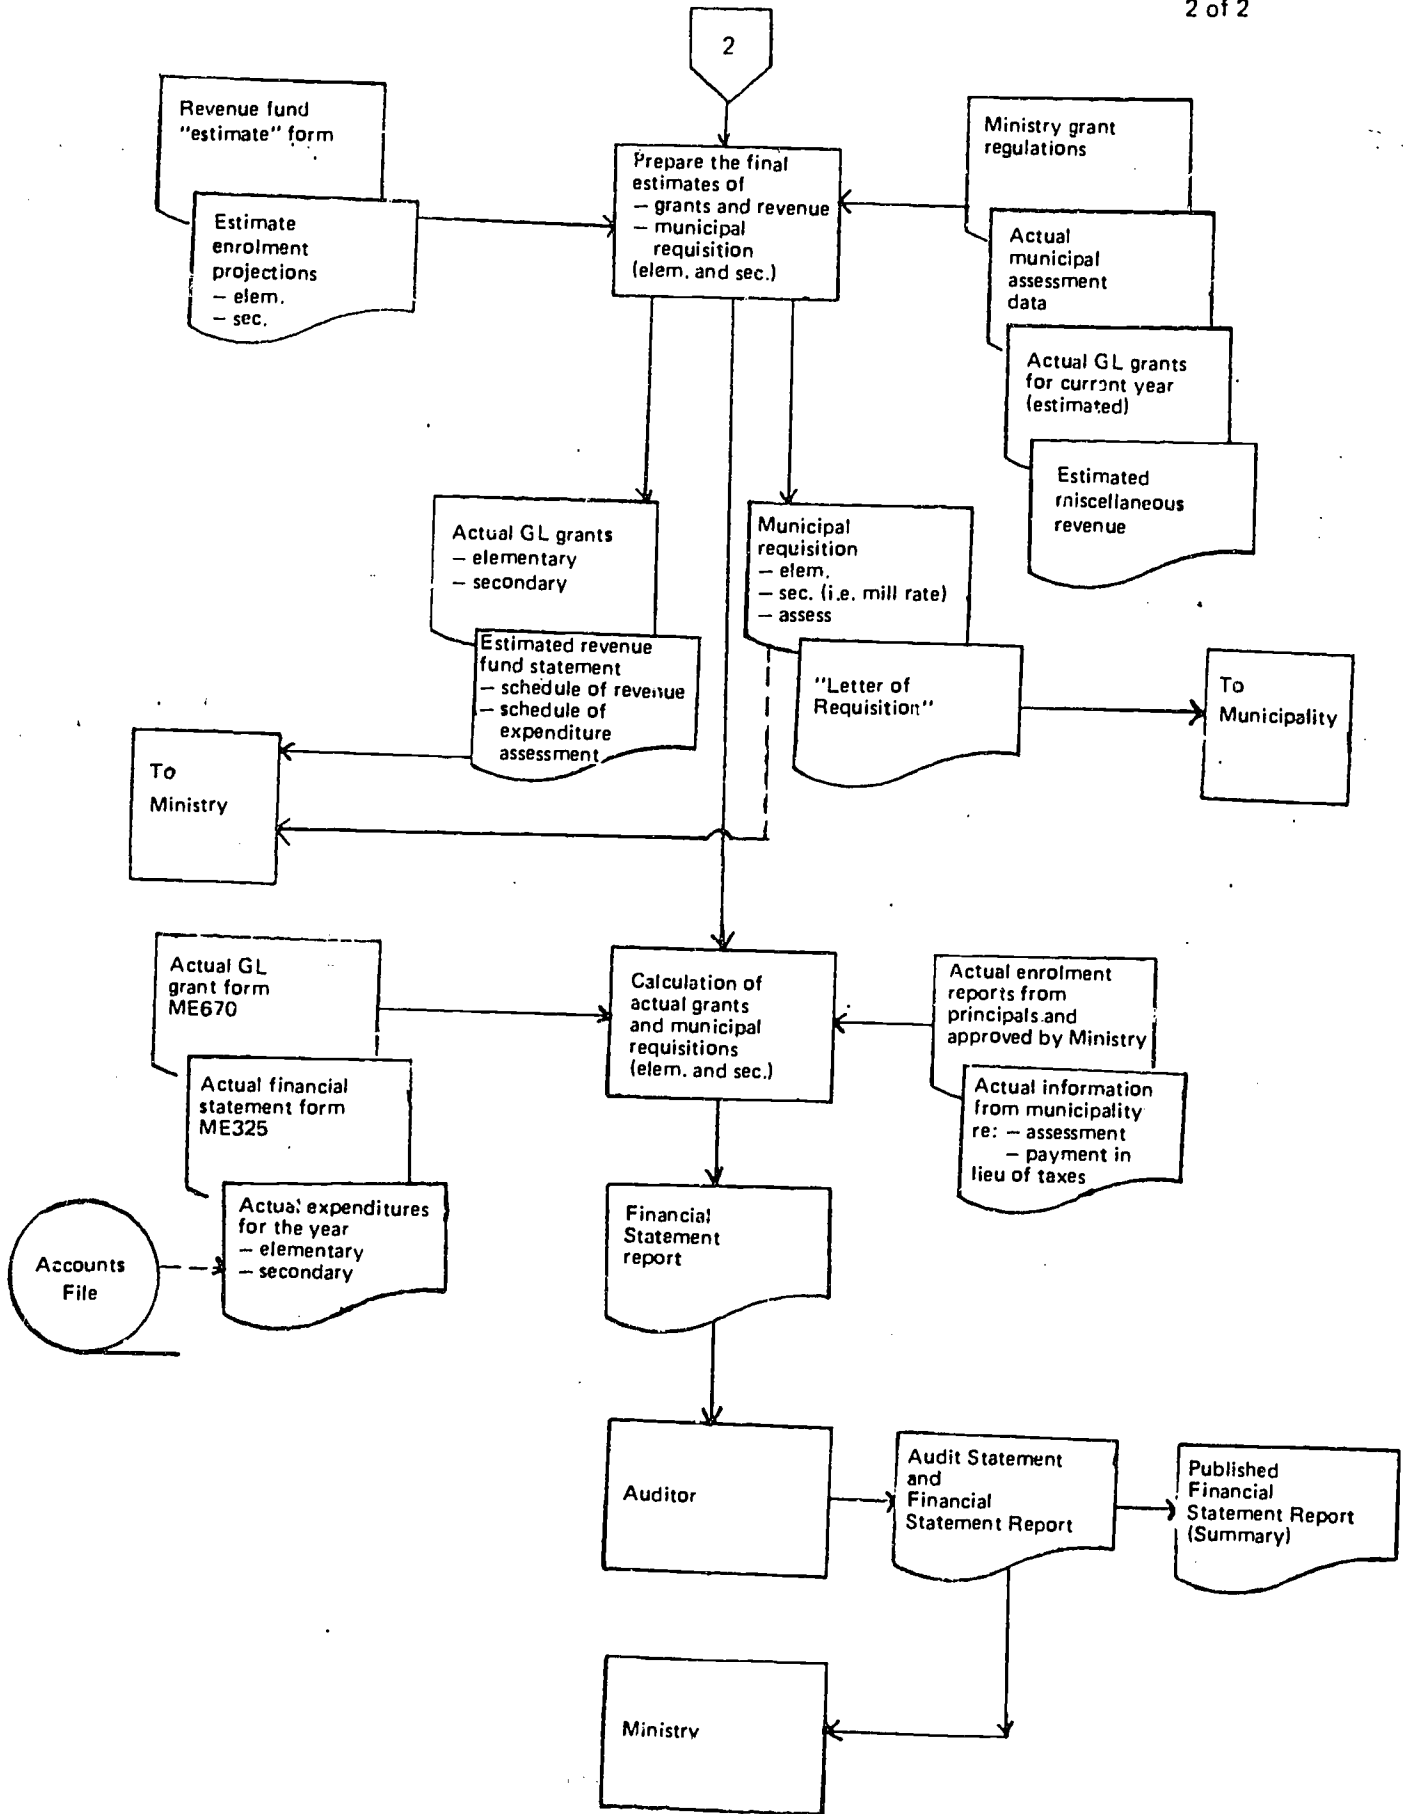 2 of 2
2
Revenue fund
"estimate" form
Estimate
enrolment
projections
— elem.
— sec.
Prepare the final
estimates of
— grants and revenue
— municipal
requisition
(elem. and sec.)
Ministry grant
regulations
Actual
municipal
assessment
data
Actual GL grants
for current year
(estimated)
Estimated
miscellaneous
revenue
Actual GL grants
— elementary
— secondary
Estimated revenue
fund statement
— schedule of revenue
— schedule of
expenditure
assessment
Municipal
requisition
— elem.
— sec. (i.e. mill rate)
— assess
"Letter of
Requisition"
To
Municipality
To
Ministry
Actual GL
grant form
ME670
Actual financial
statement form
ME325
Actual expenditures
for the year
— elementary
— secondary
Accounts
File
Calculation of
actual grants
and municipal
requisitions
(elem. and sec.)
Actual enrolment
reports from
principals and
approved by Ministry
Actual information
from municipality
re: — assessment
— payment in
lieu of taxes
Financial
Statement
report
Auditor
Audit Statement
and
Financial
Statement Report
Published
Financial
Statement Report
(Summary)
Ministry